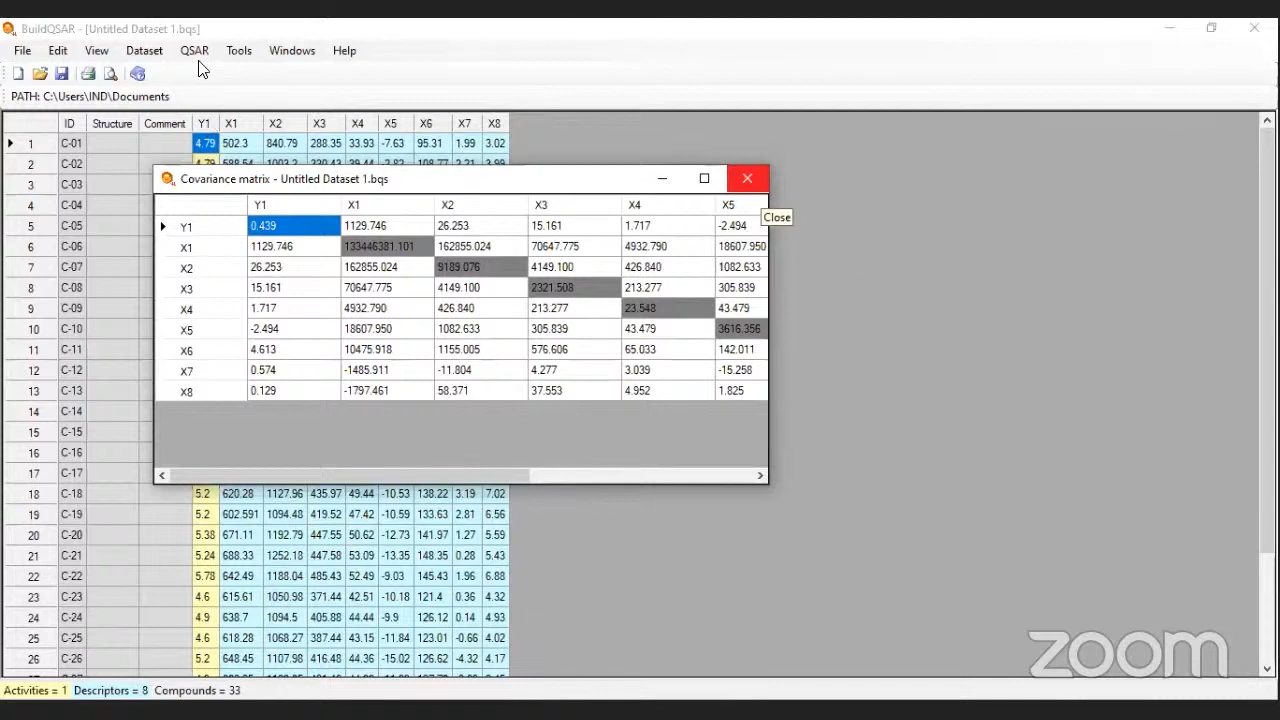 BuildQSAR - [Untitled Dataset 1.bqs]
File Edit View Dataset QSAR Tools Windows Help
PATH: C:\Users\IND\Documents
ID Structure Comment Y1 X1 X2 X3 X4 X5 X6 X7 X8
1 C-01 4.79 502.3 840.79 288.35 33.93 -7.63 95.31 1.99 3.02
2 C-02
3 C-03
4 C-04
5 C-05
6 C-06
7 C-07
8 C-08
9 C-09
10 C-10
11 C-11
12 C-12
13 C-13
14 C-14
15 C-15
16 C-16
17 C-17
Covariance matrix - Untitled Dataset 1.bqs
Close
Y1 X1 X2 X3 X4 X5
Y1 0.439 1129.746 26.253 15.161 1.717 -2.494
X1 1129.746 133446381.101 162855.024 70647.775 4932.790 18607.950
X2 26.253 162855.024 9189.076 4149.100 426.840 1082.633
X3 15.161 70647.775 4149.100 2321.508 213.277 305.839
X4 1.717 4932.790 426.840 213.277 23.548 43.479
X5 -2.494 18607.950 1082.633 305.839 43.479 3616.356
X6 4.613 10475.918 1155.005 576.606 65.033 142.011
X7 0.574 -1485.911 -11.804 4.277 3.039 -15.258
X8 0.129 -1797.461 58.371 37.553 4.952 1.825
18 C-18 5.2 620.28 1127.96 435.97 49.44 -10.53 138.22 3.19 7.02
19 C-19 5.2 602.591 1094.48 419.52 47.42 -10.59 133.63 2.81 6.56
20 C-20 5.38 671.11 1192.79 447.55 50.62 -12.73 141.97 1.27 5.59
21 C-21 5.24 688.33 1252.18 447.58 53.09 -13.35 148.35 0.28 5.43
22 C-22 5.78 642.49 1188.04 485.43 52.49 -9.03 145.43 1.96 6.88
23 C-23 4.6 615.61 1050.98 371.44 42.51 -10.18 121.4 0.36 4.32
24 C-24 4.9 638.7 1094.5 405.88 44.44 -9.9 126.12 0.14 4.93
25 C-25 4.6 618.28 1068.27 387.44 43.15 -11.84 123.01 -0.66 4.02
26 C-26 5.2 648.45 1107.98 416.48 44.36 -15.02 126.62 -4.32 4.17
zoom
Activities = 1 Descriptors = 8 Compounds = 33